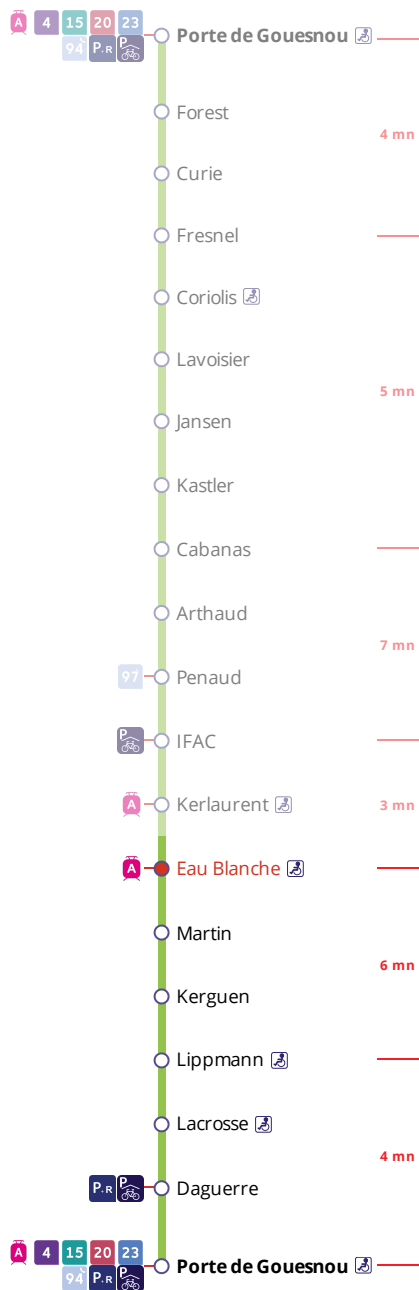 A 4 15 20 23
94 P+R P
Porte de Gouesnou
Forest
4 mn
Curie
Fresnel
Coriolis
Lavoisier
5 mn
Jansen
Kastler
Cabanas
Arthaud
7 mn
97 Penaud
P IFAC
A Kerlaurent
3 mn
A Eau Blanche
Martin
6 mn
Kerguen
Lippmann
Lacrosse
4 mn
P+R P Daguerre
A 4 15 20 23
94 P+R P
Porte de Gouesnou